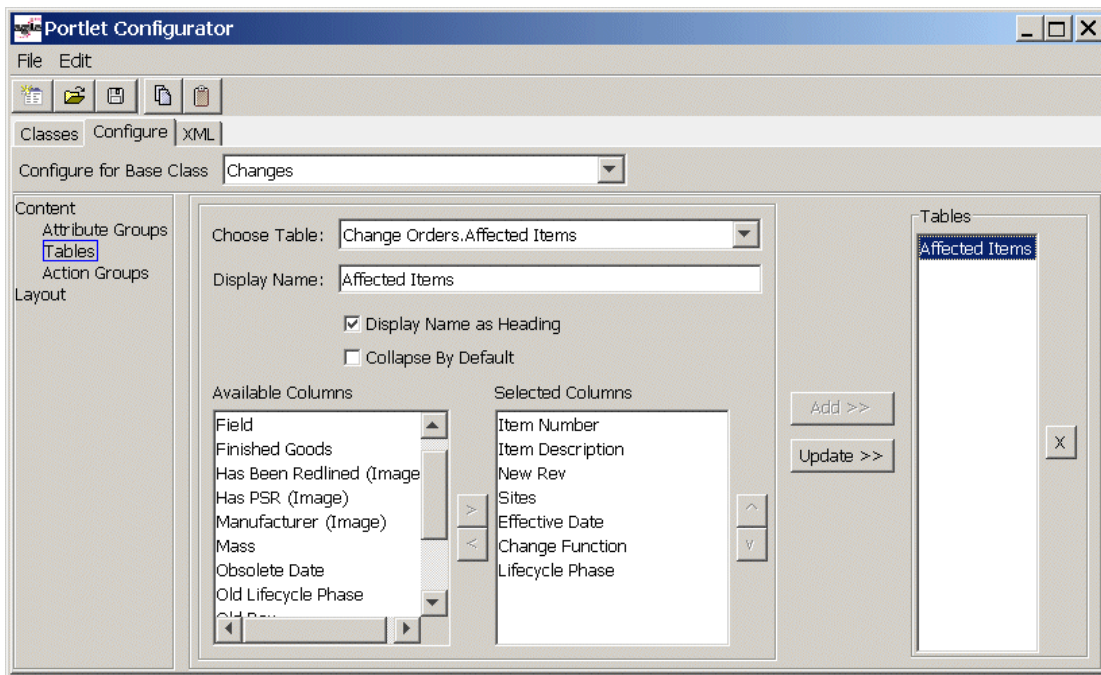 agile Portlet Configurator
File Edit
Classes Configure XML
Configure for Base Class Changes
Content
Attribute Groups
Tables
Action Groups
Layout
Choose Table: Change Orders.Affected Items
Display Name: Affected Items
Display Name as Heading
Collapse By Default
Available Columns
Field
Finished Goods
Has Been Redlined (Image
Has PSR (Image)
Manufacturer (Image)
Mass
Obsolete Date
Old Lifecycle Phase
Selected Columns
Item Number
Item Description
New Rev
Sites
Effective Date
Change Function
Lifecycle Phase
>
<
^
v
Add >>
Update >>
Tables
Affected Items
X